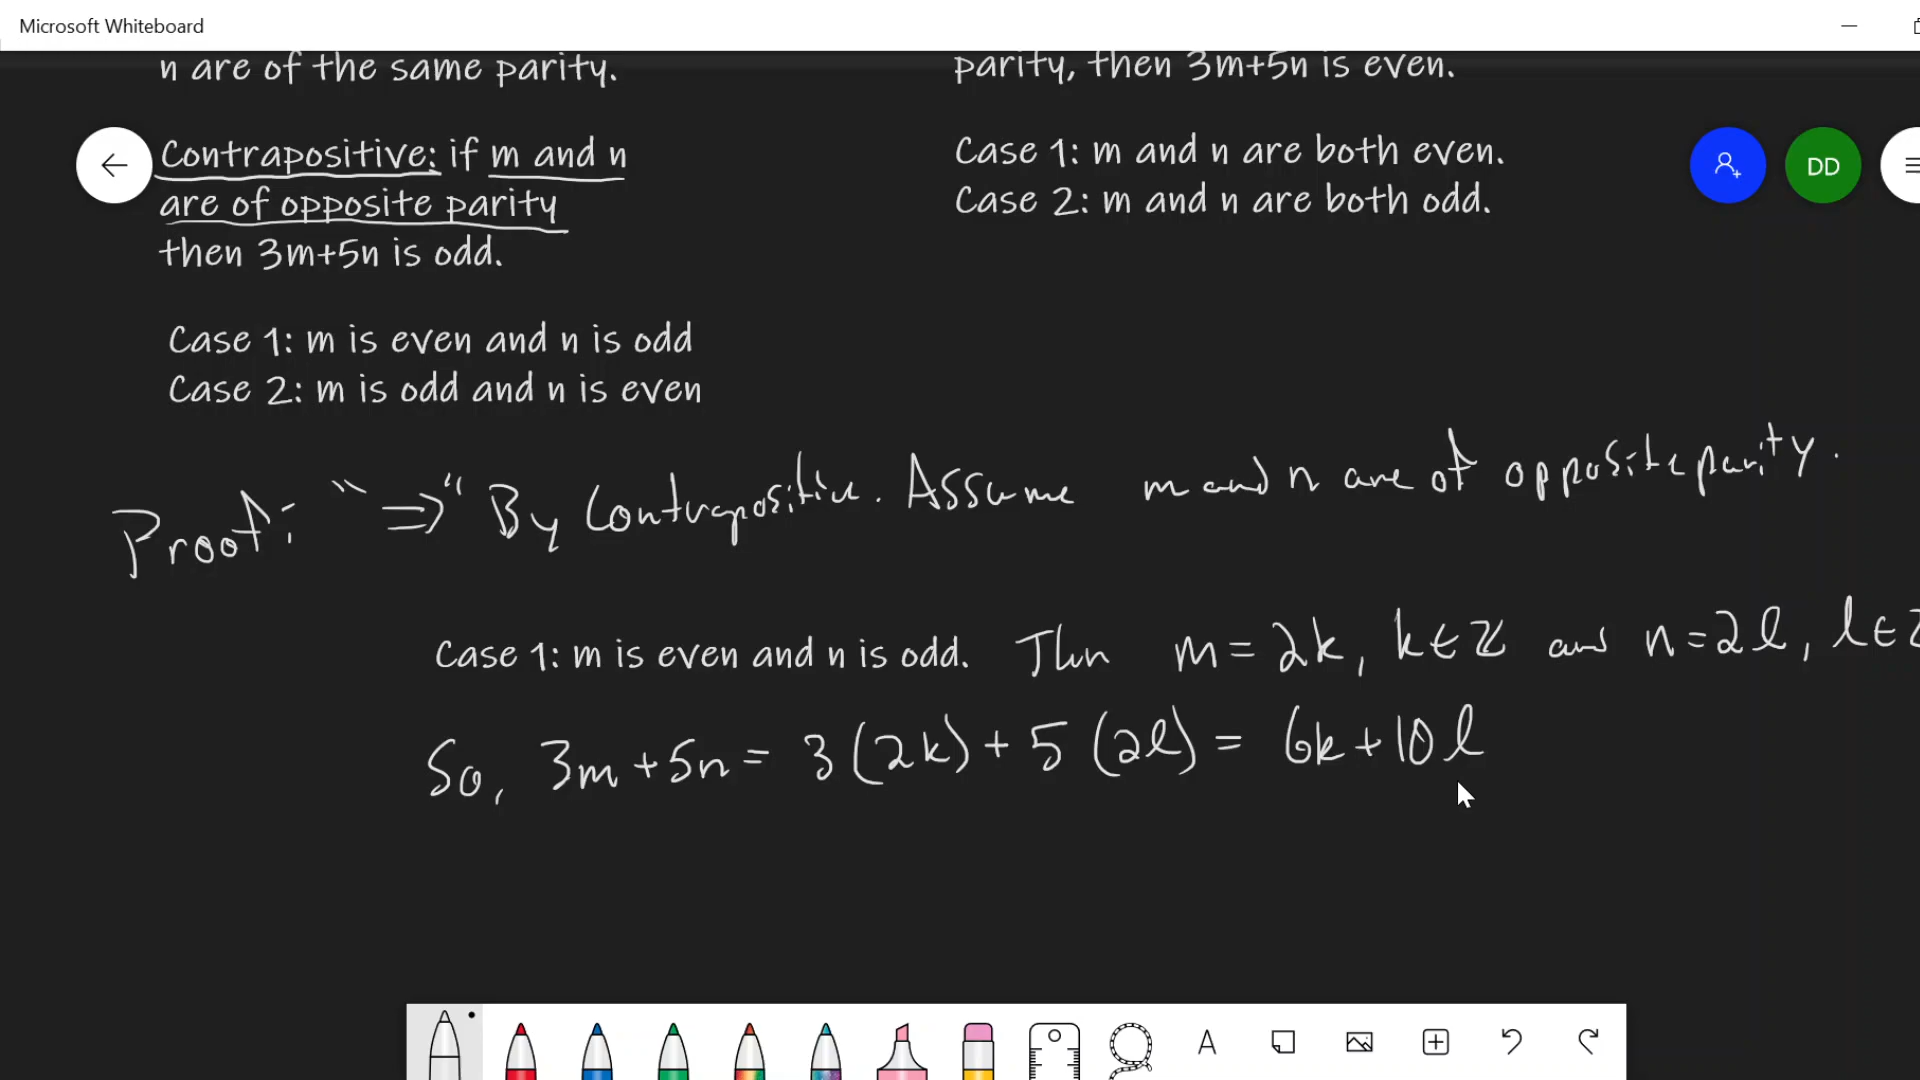 Microsoft Whiteboard
n are of the same parity.
Contrapositive: if m and n
are of opposite parity
then 3m+5n is odd.
Case 1: m is even and n is odd
Case 2: m is odd and n is even
parity, then 3m+5n is even.
Case 1: m and n are both even.
Case 2: m and n are both odd.
DD
Proof: "⇒" By Contrapositive. Assume m and n are of opposite parity.
Case 1: m is even and n is odd. Then m = 2k, k ∈ ℤ and n = 2l, l ∈ ℤ
So, 3m + 5n = 3(2k) + 5(2l) = 6k + 10l
A